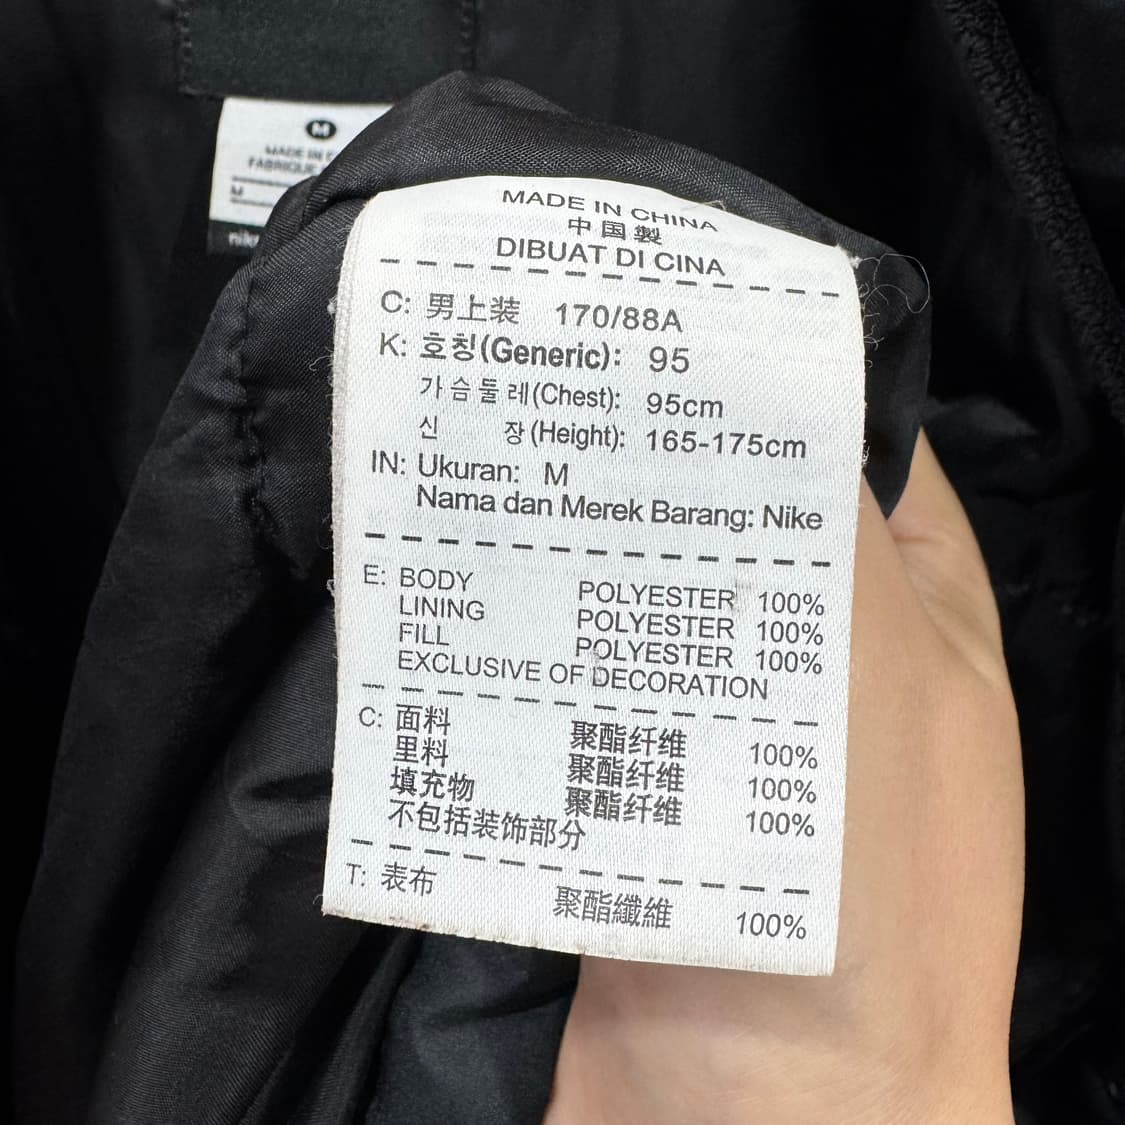 M
MADE IN
FABRIQUE
M
MADE IN CHINA
中国製
DIBUAT DI CINA
C: 男上装 170/88A
K: 호칭(Generic): 95
가슴둘레(Chest): 95cm
신 장(Height): 165-175cm
IN: Ukuran: M
Nama dan Merek Barang: Nike
E: BODY POLYESTER 100%
LINING POLYESTER 100%
FILL POLYESTER 100%
EXCLUSIVE OF DECORATION
C: 面料 聚酯纤维 100%
里料 聚酯纤维 100%
填充物 聚酯纤维 100%
不包括装饰部分
T: 表布 聚酯纖維 100%